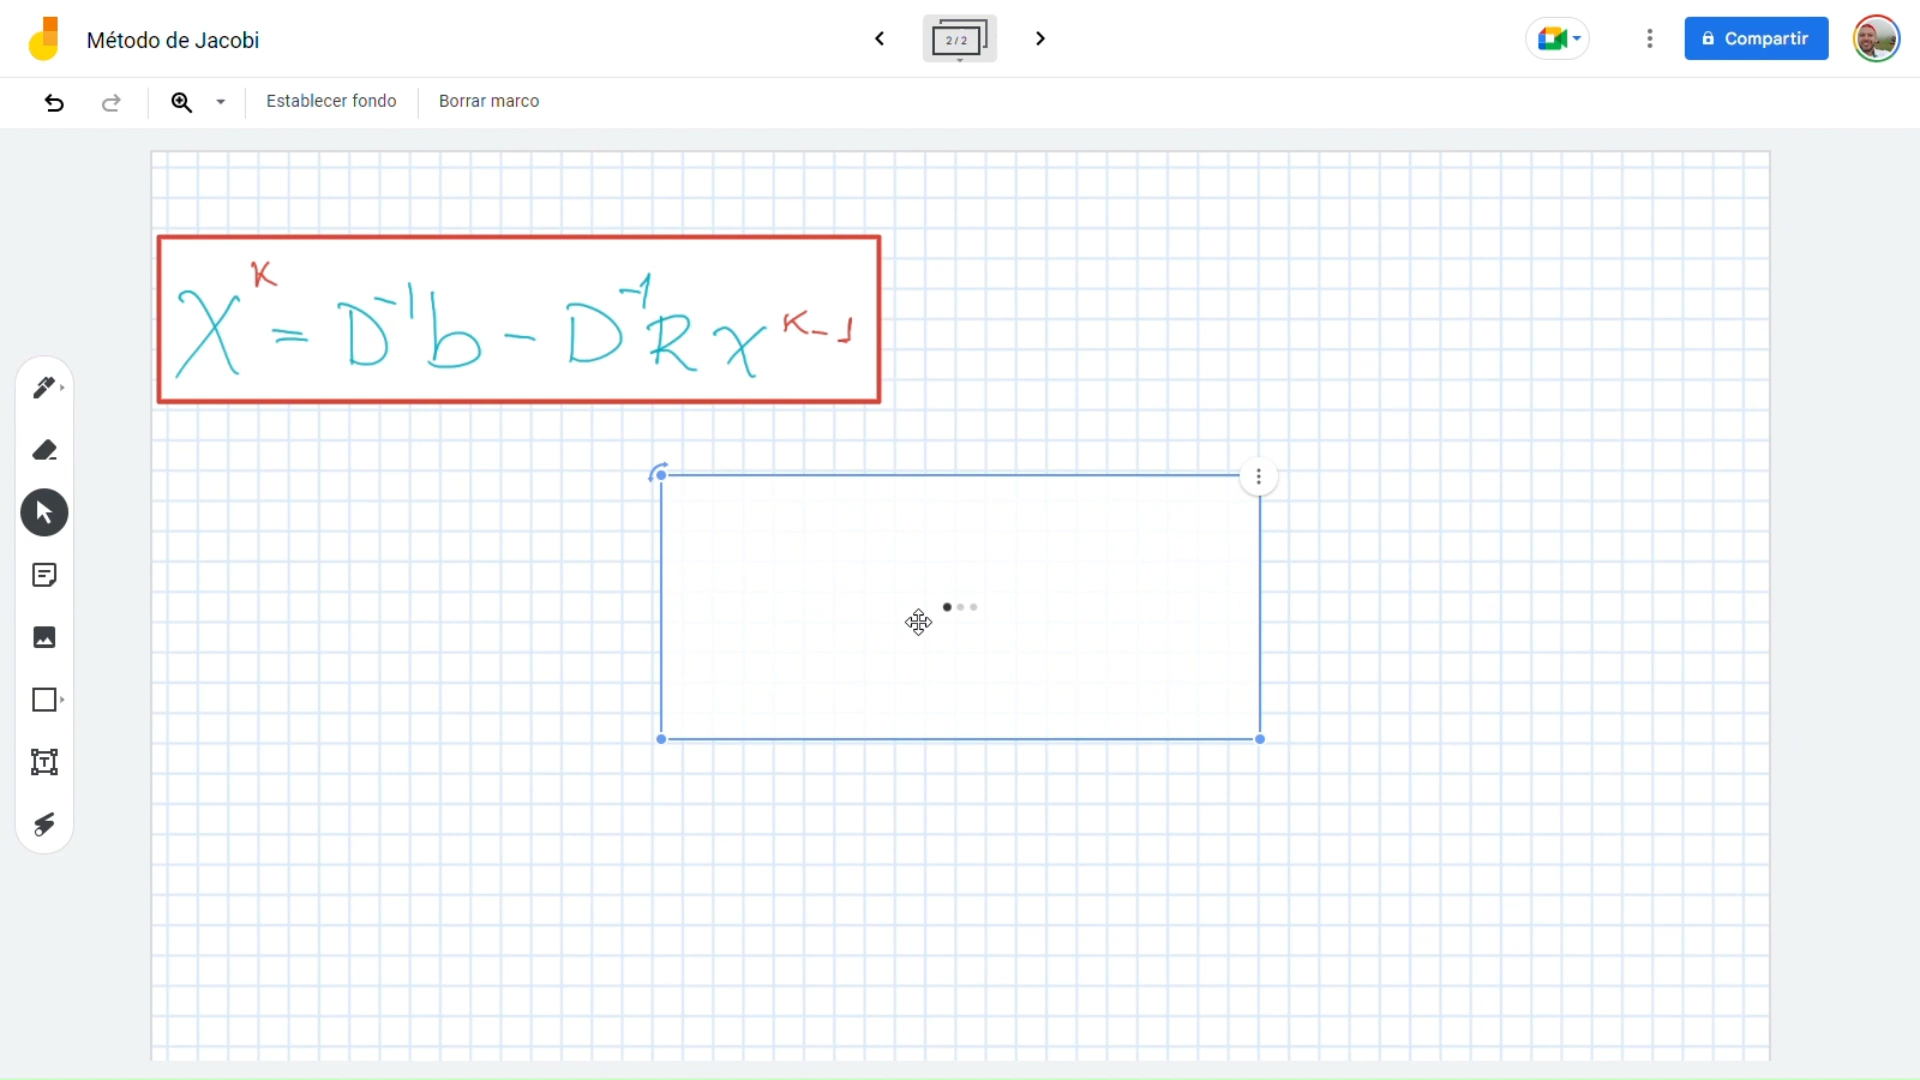 Método de Jacobi
2/2
Compartir
Establecer fondo
Borrar marco
X^K = D^-1 b - D^-1 R x^K-1